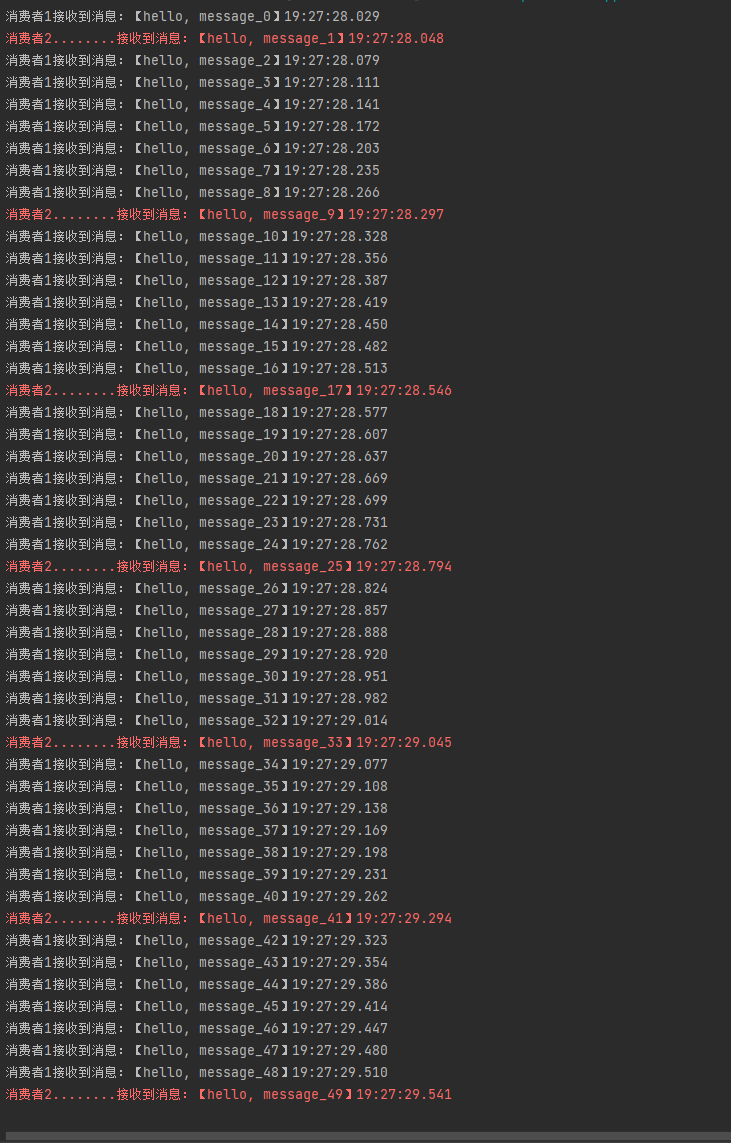 消费者1接收到消息:【hello, message_0】19:27:28.029
消费者2........接收到消息:【hello, message_1】19:27:28.048
消费者1接收到消息:【hello, message_2】19:27:28.079
消费者1接收到消息:【hello, message_3】19:27:28.111
消费者1接收到消息:【hello, message_4】19:27:28.141
消费者1接收到消息:【hello, message_5】19:27:28.172
消费者1接收到消息:【hello, message_6】19:27:28.203
消费者1接收到消息:【hello, message_7】19:27:28.235
消费者1接收到消息:【hello, message_8】19:27:28.266
消费者2........接收到消息:【hello, message_9】19:27:28.297
消费者1接收到消息:【hello, message_10】19:27:28.328
消费者1接收到消息:【hello, message_11】19:27:28.356
消费者1接收到消息:【hello, message_12】19:27:28.387
消费者1接收到消息:【hello, message_13】19:27:28.419
消费者1接收到消息:【hello, message_14】19:27:28.450
消费者1接收到消息:【hello, message_15】19:27:28.482
消费者1接收到消息:【hello, message_16】19:27:28.513
消费者2........接收到消息:【hello, message_17】19:27:28.546
消费者1接收到消息:【hello, message_18】19:27:28.577
消费者1接收到消息:【hello, message_19】19:27:28.607
消费者1接收到消息:【hello, message_20】19:27:28.637
消费者1接收到消息:【hello, message_21】19:27:28.669
消费者1接收到消息:【hello, message_22】19:27:28.699
消费者1接收到消息:【hello, message_23】19:27:28.731
消费者1接收到消息:【hello, message_24】19:27:28.762
消费者2........接收到消息:【hello, message_25】19:27:28.794
消费者1接收到消息:【hello, message_26】19:27:28.824
消费者1接收到消息:【hello, message_27】19:27:28.857
消费者1接收到消息:【hello, message_28】19:27:28.888
消费者1接收到消息:【hello, message_29】19:27:28.920
消费者1接收到消息:【hello, message_30】19:27:28.951
消费者1接收到消息:【hello, message_31】19:27:28.982
消费者1接收到消息:【hello, message_32】19:27:29.014
消费者2........接收到消息:【hello, message_33】19:27:29.045
消费者1接收到消息:【hello, message_34】19:27:29.077
消费者1接收到消息:【hello, message_35】19:27:29.108
消费者1接收到消息:【hello, message_36】19:27:29.138
消费者1接收到消息:【hello, message_37】19:27:29.169
消费者1接收到消息:【hello, message_38】19:27:29.198
消费者1接收到消息:【hello, message_39】19:27:29.231
消费者1接收到消息:【hello, message_40】19:27:29.262
消费者2........接收到消息:【hello, message_41】19:27:29.294
消费者1接收到消息:【hello, message_42】19:27:29.323
消费者1接收到消息:【hello, message_43】19:27:29.354
消费者1接收到消息:【hello, message_44】19:27:29.386
消费者1接收到消息:【hello, message_45】19:27:29.414
消费者1接收到消息:【hello, message_46】19:27:29.447
消费者1接收到消息:【hello, message_47】19:27:29.480
消费者1接收到消息:【hello, message_48】19:27:29.510
消费者2........接收到消息:【hello, message_49】19:27:29.541